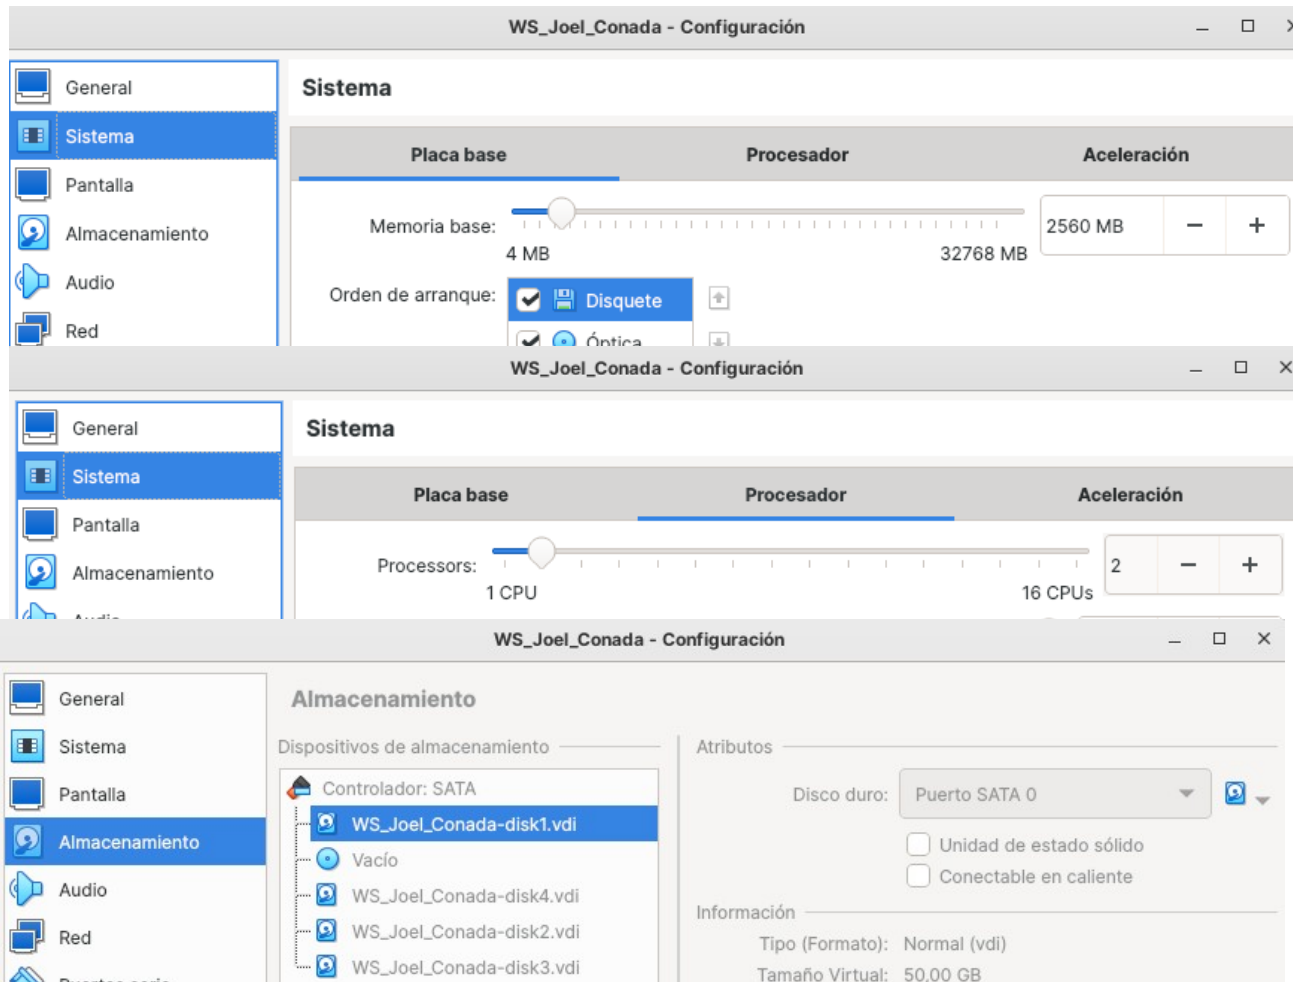 WS_Joel_Conada - Configuración
General
Sistema
Sistema
Placa base
Procesador
Aceleración
Pantalla
Memoria base:
2560 MB
Almacenamiento
4 MB
32768 MB
Audio
Orden de arranque:
Disquete
Red
Óptica
WS_Joel_Conada - Configuración
General
Sistema
Sistema
Placa base
Procesador
Aceleración
Pantalla
Processors:
2
Almacenamiento
1 CPU
16 CPUs
Audio
WS_Joel_Conada - Configuración
General
Almacenamiento
Sistema
Dispositivos de almacenamiento
Atributos
Pantalla
Controlador: SATA
Disco duro:
Puerto SATA 0
WS_Joel_Conada-disk1.vdi
Almacenamiento
Unidad de estado sólido
Vacío
Conectable en caliente
Audio
WS_Joel_Conada-disk4.vdi
Información
Red
WS_Joel_Conada-disk2.vdi
Tipo (Formato):
Normal (vdi)
WS_Joel_Conada-disk3.vdi
Tamaño Virtual:
50,00 GB
Puertos serie